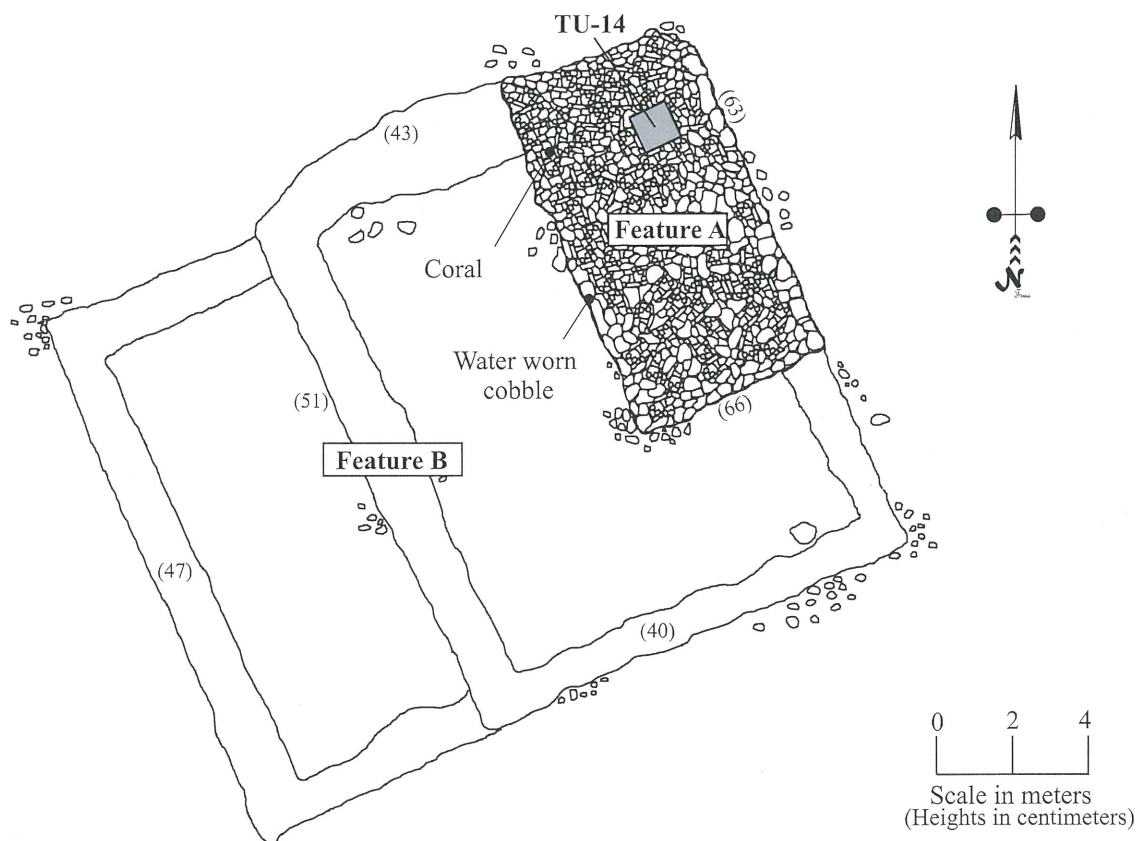 TU-14
(43)
(63)
Feature A
Coral
N
Water worn
cobble
(66)
(51)
Feature B
(47)
(40)
0 2 4
Scale in meters
(Heights in centimeters)